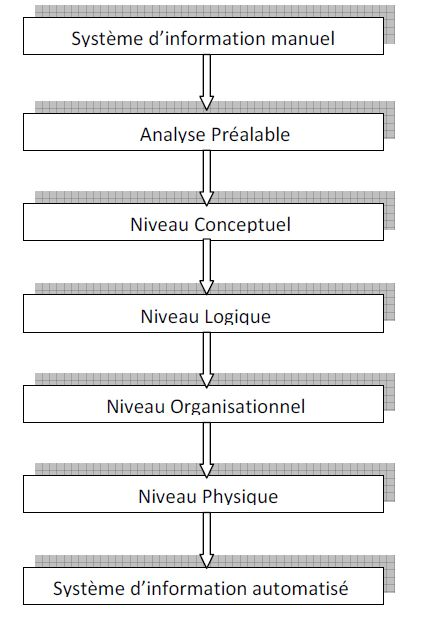 Système d’information manuel
Analyse Préalable
Niveau Conceptuel
Niveau Logique
Niveau Organisationnel
Niveau Physique
Système d’information automatisé